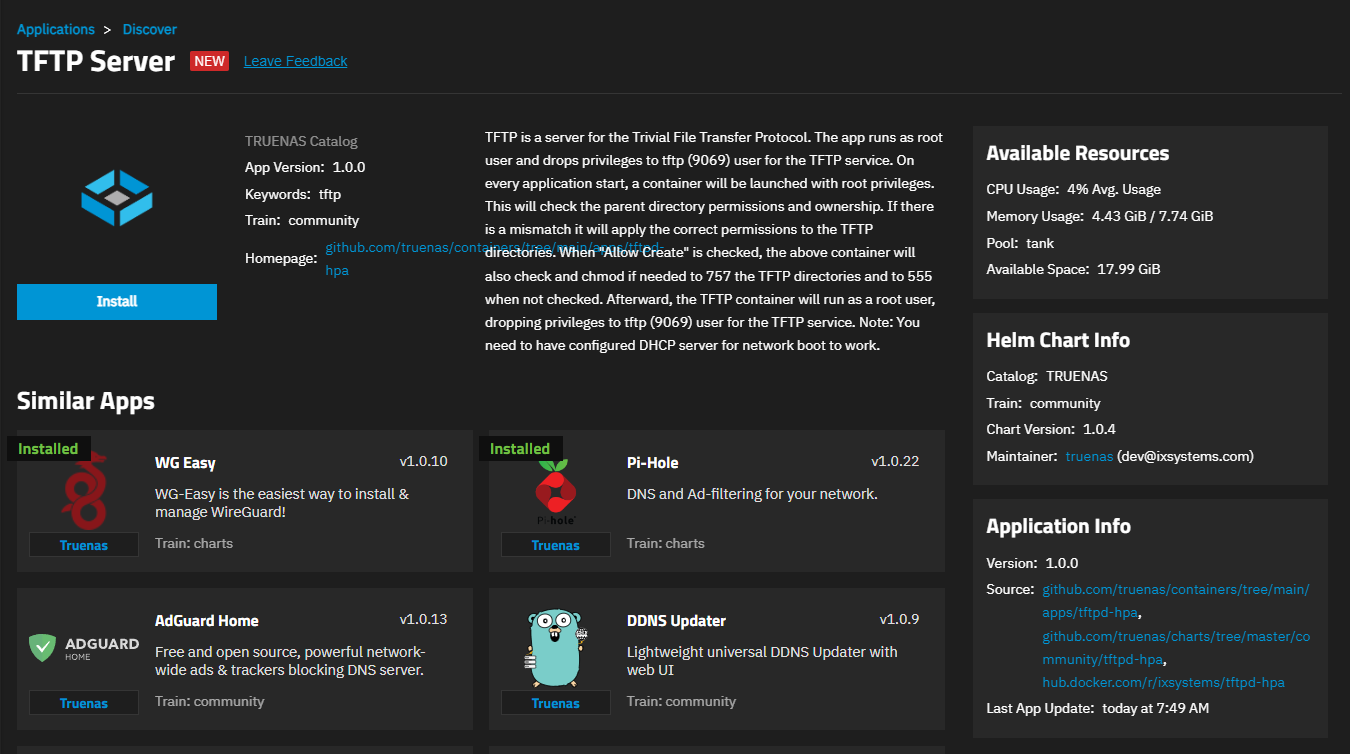 Applications > Discover
TFTP Server NEW Leave Feedback
TRUENAS Catalog
App Version: 1.0.0
Keywords: tftp
Train: community
Homepage: github.com/truenas/containers/tree/main/apps/tftpd-
hpa
Install
TFTP is a server for the Trivial File Transfer Protocol. The app runs as root
user and drops privileges to tftp (9069) user for the TFTP service. On
every application start, a container will be launched with root privileges.
This will check the parent directory permissions and ownership. If there
is a mismatch it will apply the correct permissions to the TFTP
directories. When "Allow Create" is checked, the above container will
also check and chmod if needed to 757 the TFTP directories and to 555
when not checked. Afterward, the TFTP container will run as a root user,
dropping privileges to tftp (9069) user for the TFTP service. Note: You
need to have configured DHCP server for network boot to work.
Similar Apps
Installed
WG Easy v1.0.10
WG-Easy is the easiest way to install &
manage WireGuard!
Truenas Train: charts
Installed
Pi-Hole v1.0.22
DNS and Ad-filtering for your network.
Pi-hole
Truenas Train: charts
AdGuard Home v1.0.13
ADGUARD
HOME
Free and open source, powerful network-
wide ads & trackers blocking DNS server.
Truenas Train: community
DDNS Updater v1.0.9
Lightweight universal DDNS Updater with
web UI
Truenas Train: community
Available Resources
CPU Usage: 4% Avg. Usage
Memory Usage: 4.43 GiB / 7.74 GiB
Pool: tank
Available Space: 17.99 GiB
Helm Chart Info
Catalog: TRUENAS
Train: community
Chart Version: 1.0.4
Maintainer: truenas (dev@ixsystems.com)
Application Info
Version: 1.0.0
Source: github.com/truenas/containers/tree/main/
apps/tftpd-hpa,
github.com/truenas/charts/tree/master/co
mmunity/tftpd-hpa,
hub.docker.com/r/ixsystems/tftpd-hpa
Last App Update: today at 7:49 AM